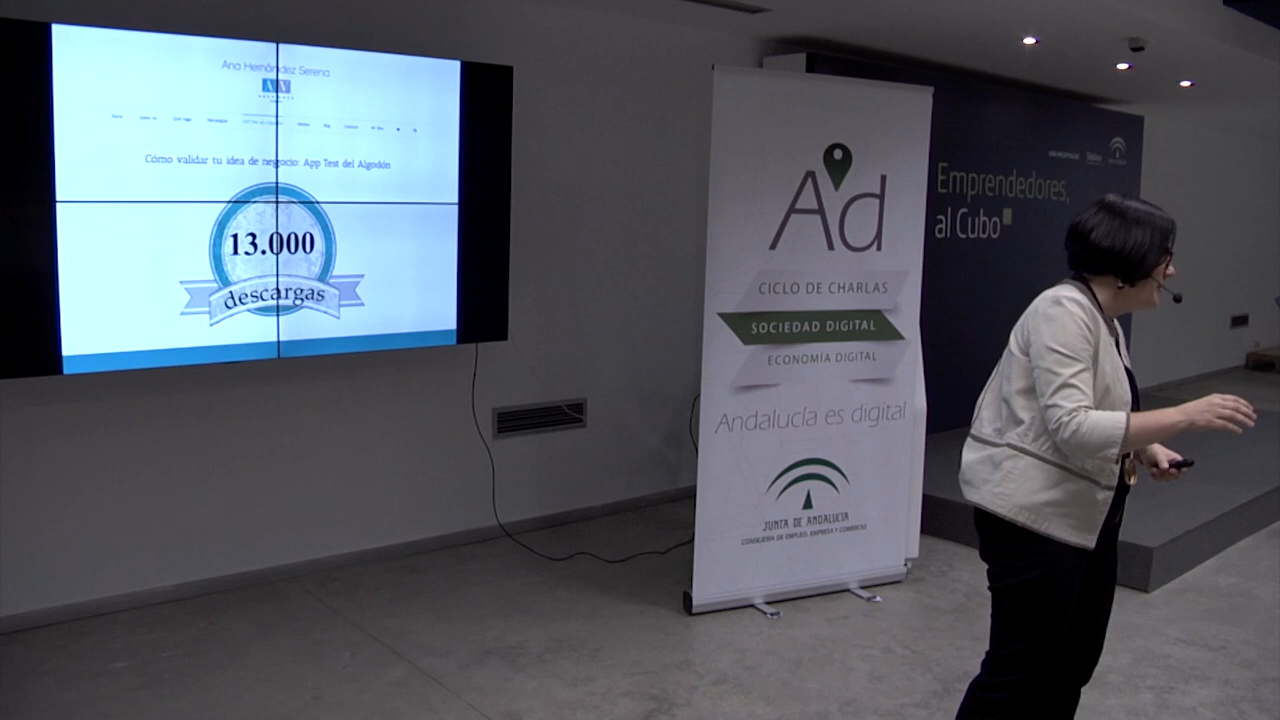 Ana Hernández Serena
Cómo validar tu idea de negocio: App Test del Algodón
13.000
descargas
Ad
CICLO DE CHARLAS
SOCIEDAD DIGITAL
ECONOMÍA DIGITAL
Andalucía es digital
JUNTA DE ANDALUCIA
CONSEJERÍA DE EMPLEO, EMPRESA Y COMERCIO
Emprendedores,
al Cubo